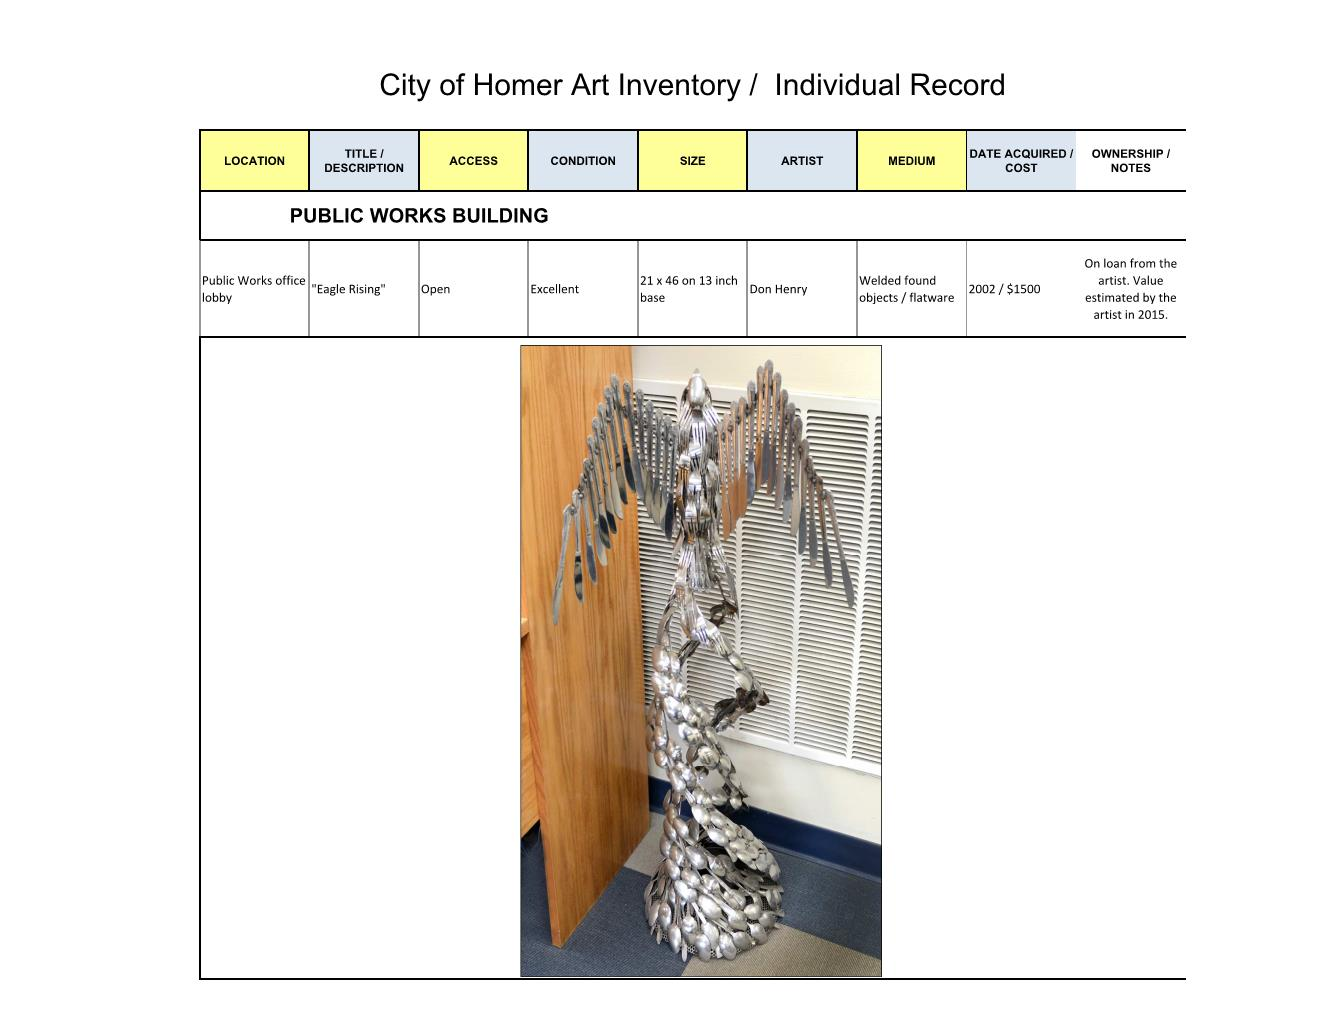 City of Homer Art Inventory /  Individual Record
LOCATION
TITLE /
DESCRIPTION
ACCESS
CONDITION
SIZE
ARTIST
MEDIUM
DATE ACQUIRED /
COST
OWNERSHIP /
NOTES
PUBLIC WORKS BUILDING
Public Works office
lobby
"Eagle Rising"
Open
Excellent
21 x 46 on 13 inch
base
Don Henry
Welded found
objects / flatware
2002 / $1500
On loan from the
artist. Value
estimated by the
artist in 2015.